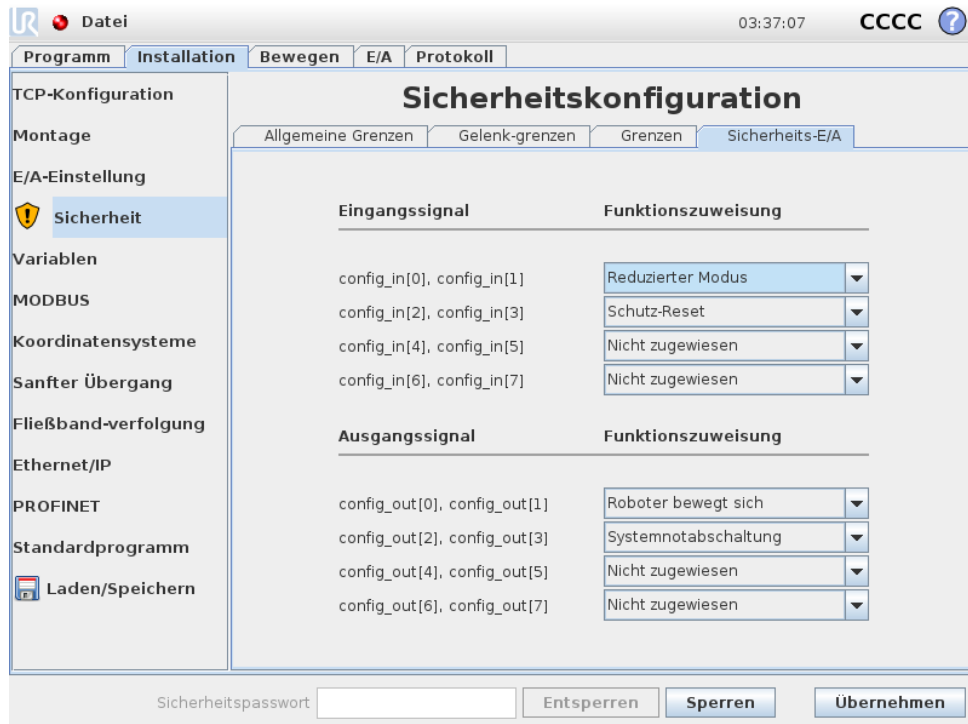 UR Datei 03:37:07 CCCC ?
Programm Installation Bewegen E/A Protokoll
TCP-Konfiguration
Montage
E/A-Einstellung
Sicherheit
Variablen
MODBUS
Koordinatensysteme
Sanfter Übergang
Fließband-verfolgung
Ethernet/IP
PROFINET
Standardprogramm
Laden/Speichern
Sicherheitskonfiguration
Allgemeine Grenzen Gelenk-grenzen Grenzen Sicherheits-E/A
Eingangssignal Funktionszuweisung
config_in[0], config_in[1] Reduzierter Modus
config_in[2], config_in[3] Schutz-Reset
config_in[4], config_in[5] Nicht zugewiesen
config_in[6], config_in[7] Nicht zugewiesen
Ausgangssignal Funktionszuweisung
config_out[0], config_out[1] Roboter bewegt sich
config_out[2], config_out[3] Systemnotabschaltung
config_out[4], config_out[5] Nicht zugewiesen
config_out[6], config_out[7] Nicht zugewiesen
Sicherheitspasswort Entsperren Sperren Übernehmen